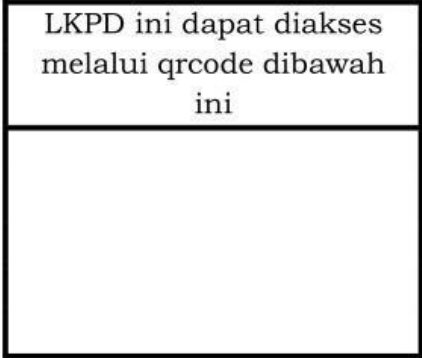 LKPD ini dapat diakses
melalui qrcode dibawah
ini